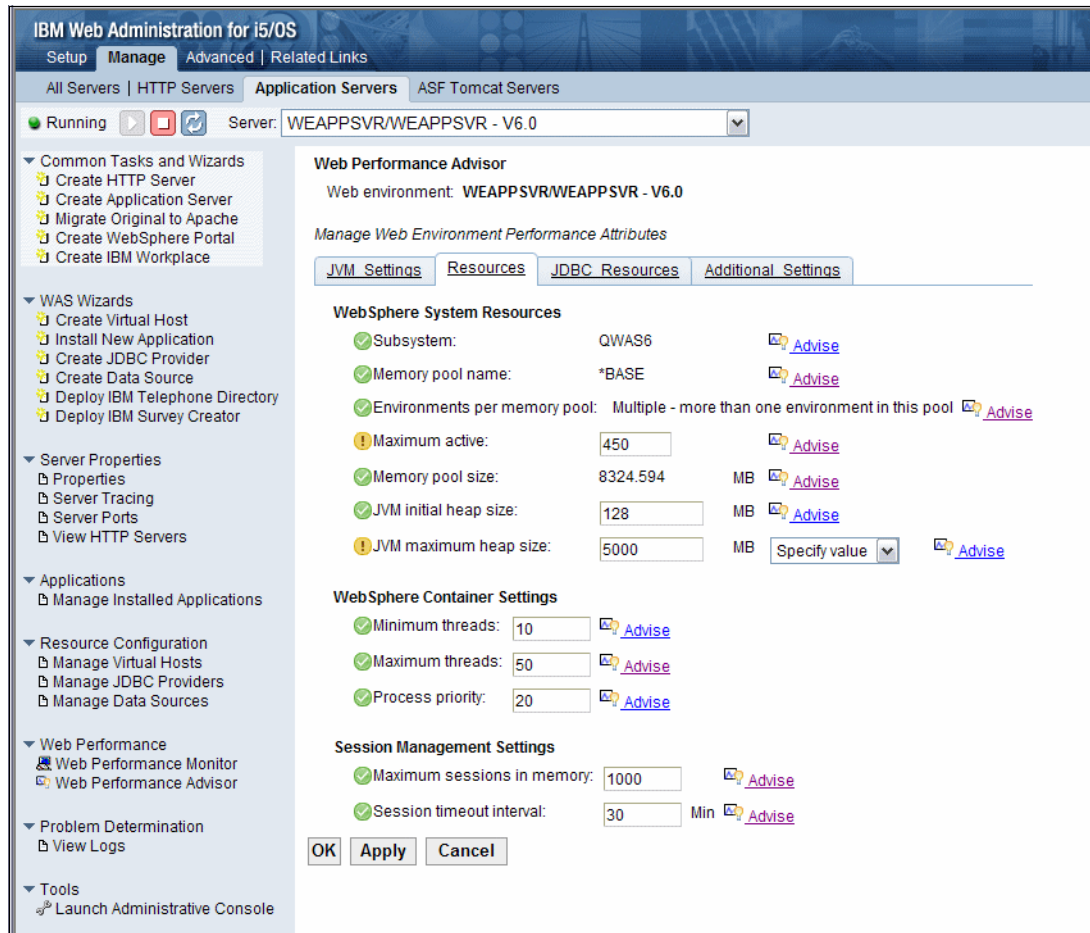 IBM Web Administration for i5/OS
Setup Manage Advanced | Related Links
All Servers | HTTP Servers Application Servers ASF Tomcat Servers
Running Server: WEAPPSVR/WEAPPSVR - V6.0
Common Tasks and Wizards
Create HTTP Server
Create Application Server
Migrate Original to Apache
Create WebSphere Portal
Create IBM Workplace
WAS Wizards
Create Virtual Host
Install New Application
Create JDBC Provider
Create Data Source
Deploy IBM Telephone Directory
Deploy IBM Survey Creator
Server Properties
Properties
Server Tracing
Server Ports
View HTTP Servers
Applications
Manage Installed Applications
Resource Configuration
Manage Virtual Hosts
Manage JDBC Providers
Manage Data Sources
Web Performance
Web Performance Monitor
Web Performance Advisor
Problem Determination
View Logs
Tools
Launch Administrative Console
Web Performance Advisor
Web environment: WEAPPSVR/WEAPPSVR - V6.0
Manage Web Environment Performance Attributes
JVM Settings Resources JDBC Resources Additional Settings
WebSphere System Resources
Subsystem: QWAS6 Advise
Memory pool name: *BASE Advise
Environments per memory pool: Multiple - more than one environment in this pool Advise
Maximum active: 450 Advise
Memory pool size: 8324.594 MB Advise
JVM initial heap size: 128 MB Advise
JVM maximum heap size: 5000 MB Specify value Advise
WebSphere Container Settings
Minimum threads: 10 Advise
Maximum threads: 50 Advise
Process priority: 20 Advise
Session Management Settings
Maximum sessions in memory: 1000 Advise
Session timeout interval: 30 Min Advise
OK Apply Cancel